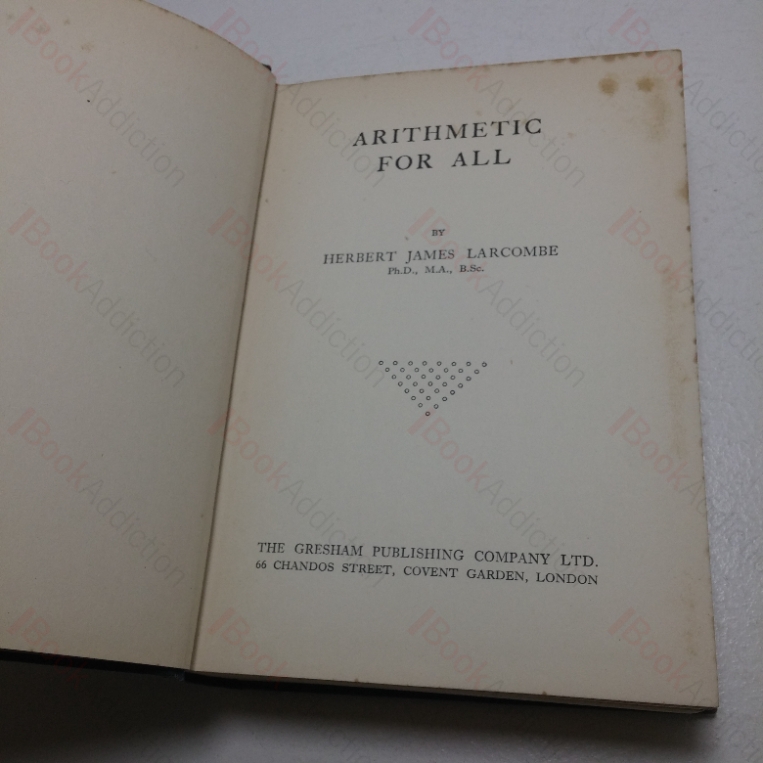 ARITHMETIC
FOR ALL
BY
HERBERT JAMES LARCOMBE
Ph.D., M.A., B.Sc.
THE GRESHAM PUBLISHING COMPANY LTD.
66 CHANDOS STREET, COVENT GARDEN, LONDON
BookAddiction